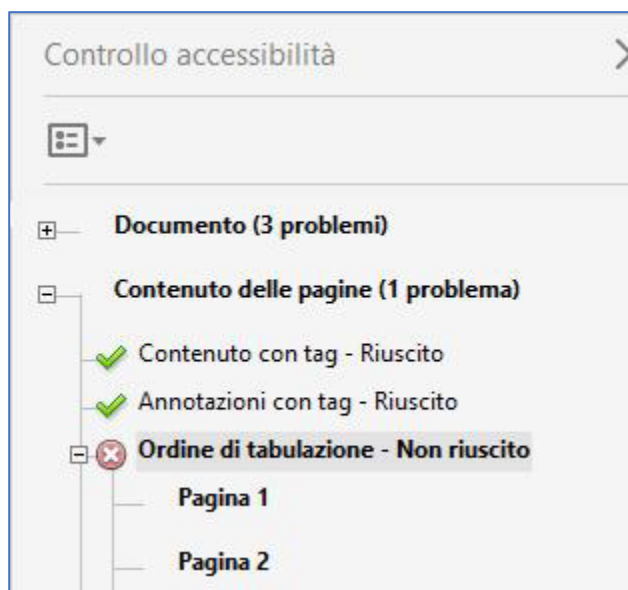 Controllo accessibilità
Documento (3 problemi)
Contenuto delle pagine (1 problema)
Contenuto con tag - Riuscito
Annotazioni con tag - Riuscito
Ordine di tabulazione - Non riuscito
Pagina 1
Pagina 2